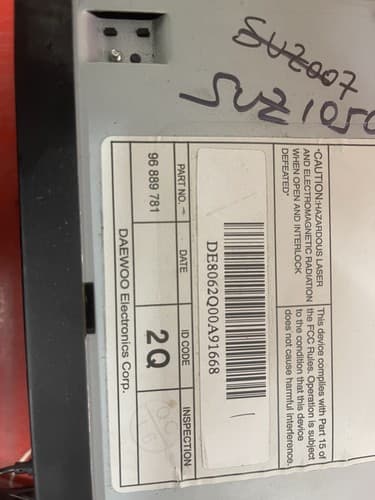 SUZ007
SUZ1050
"CAUTION:HAZARDOUS LASER
AND ELECTROMAGNETIC RADIATION
WHEN OPEN AND INTERLOCK
DEFEATED"
This device complies with Part 15 of
the FCC Rules. Operation is subject
to the condition that this device
does not cause harmful interference.
DE8062Q00A91668
PART NO. DATE ID CODE INSPECTION
96 889 781 2Q
DAEWOO Electronics Corp.